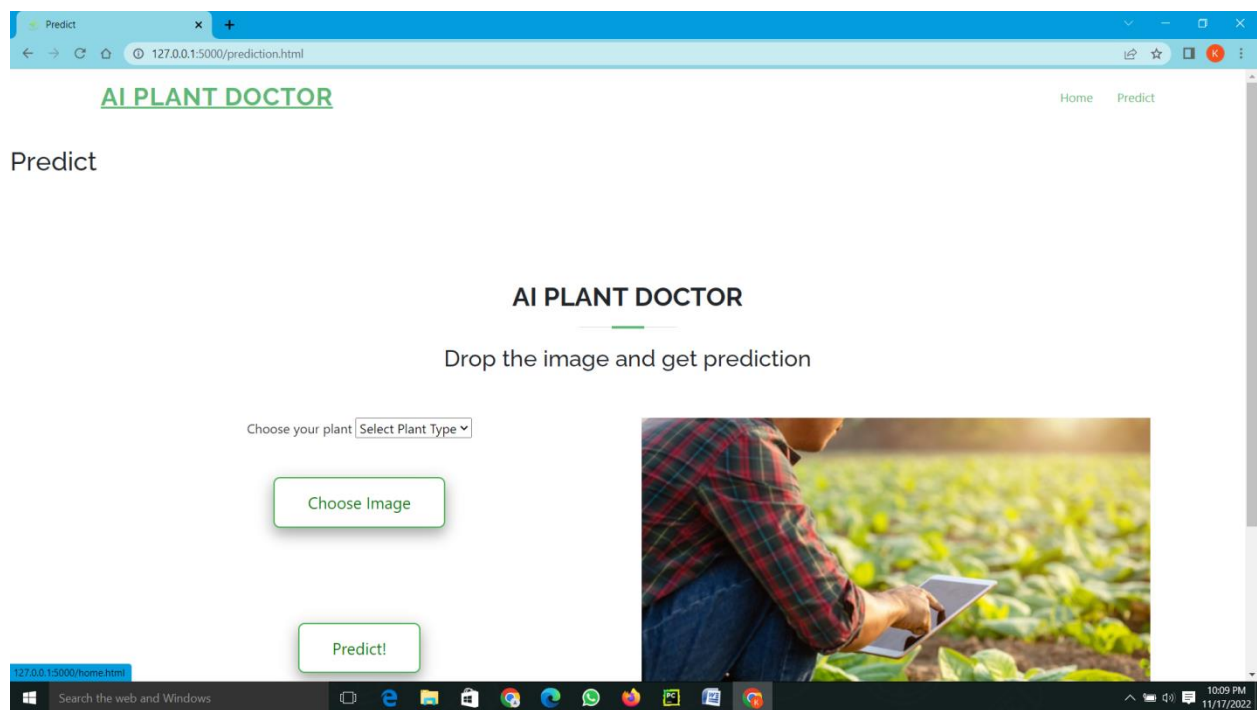 Predict
127.0.0.1:5000/prediction.html
K
AI PLANT DOCTOR
Home Predict
Predict
AI PLANT DOCTOR
Drop the image and get prediction
Choose your plant Select Plant Type
Choose Image
Predict!
127.0.0.1:5000/home.html
Search the web and Windows
PC
10:09 PM
11/17/2022